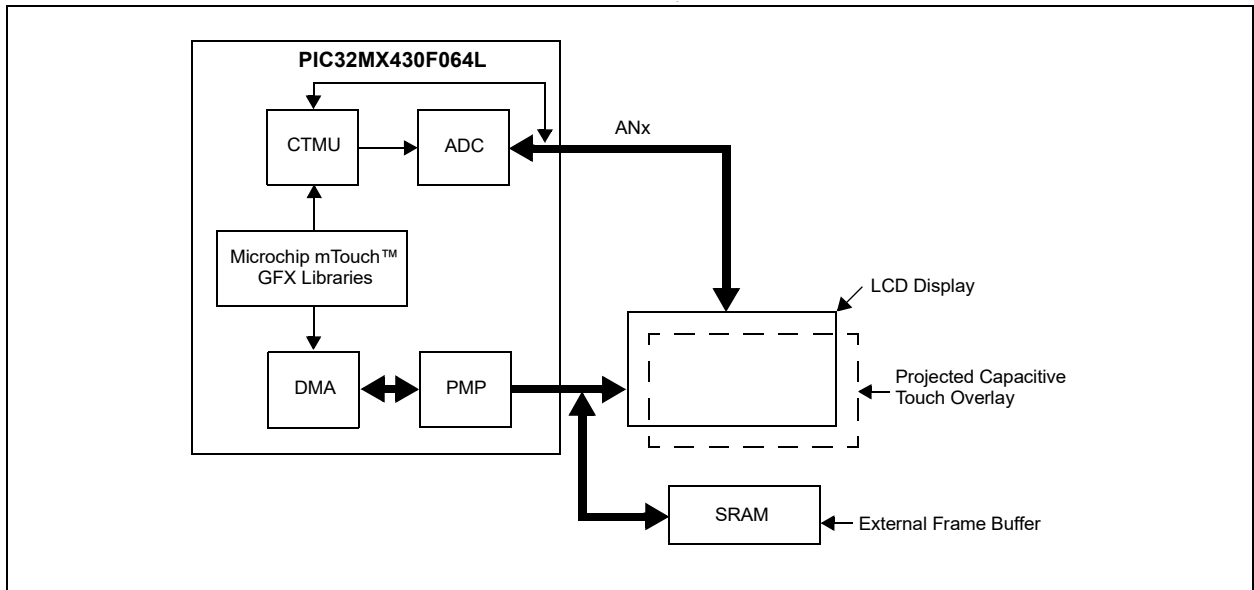 PIC32MX430F064L
CTMU
ADC
ANx
Microchip mTouch™
GFX Libraries
LCD Display
DMA
PMP
Projected Capacitive
Touch Overlay
SRAM
External Frame Buffer